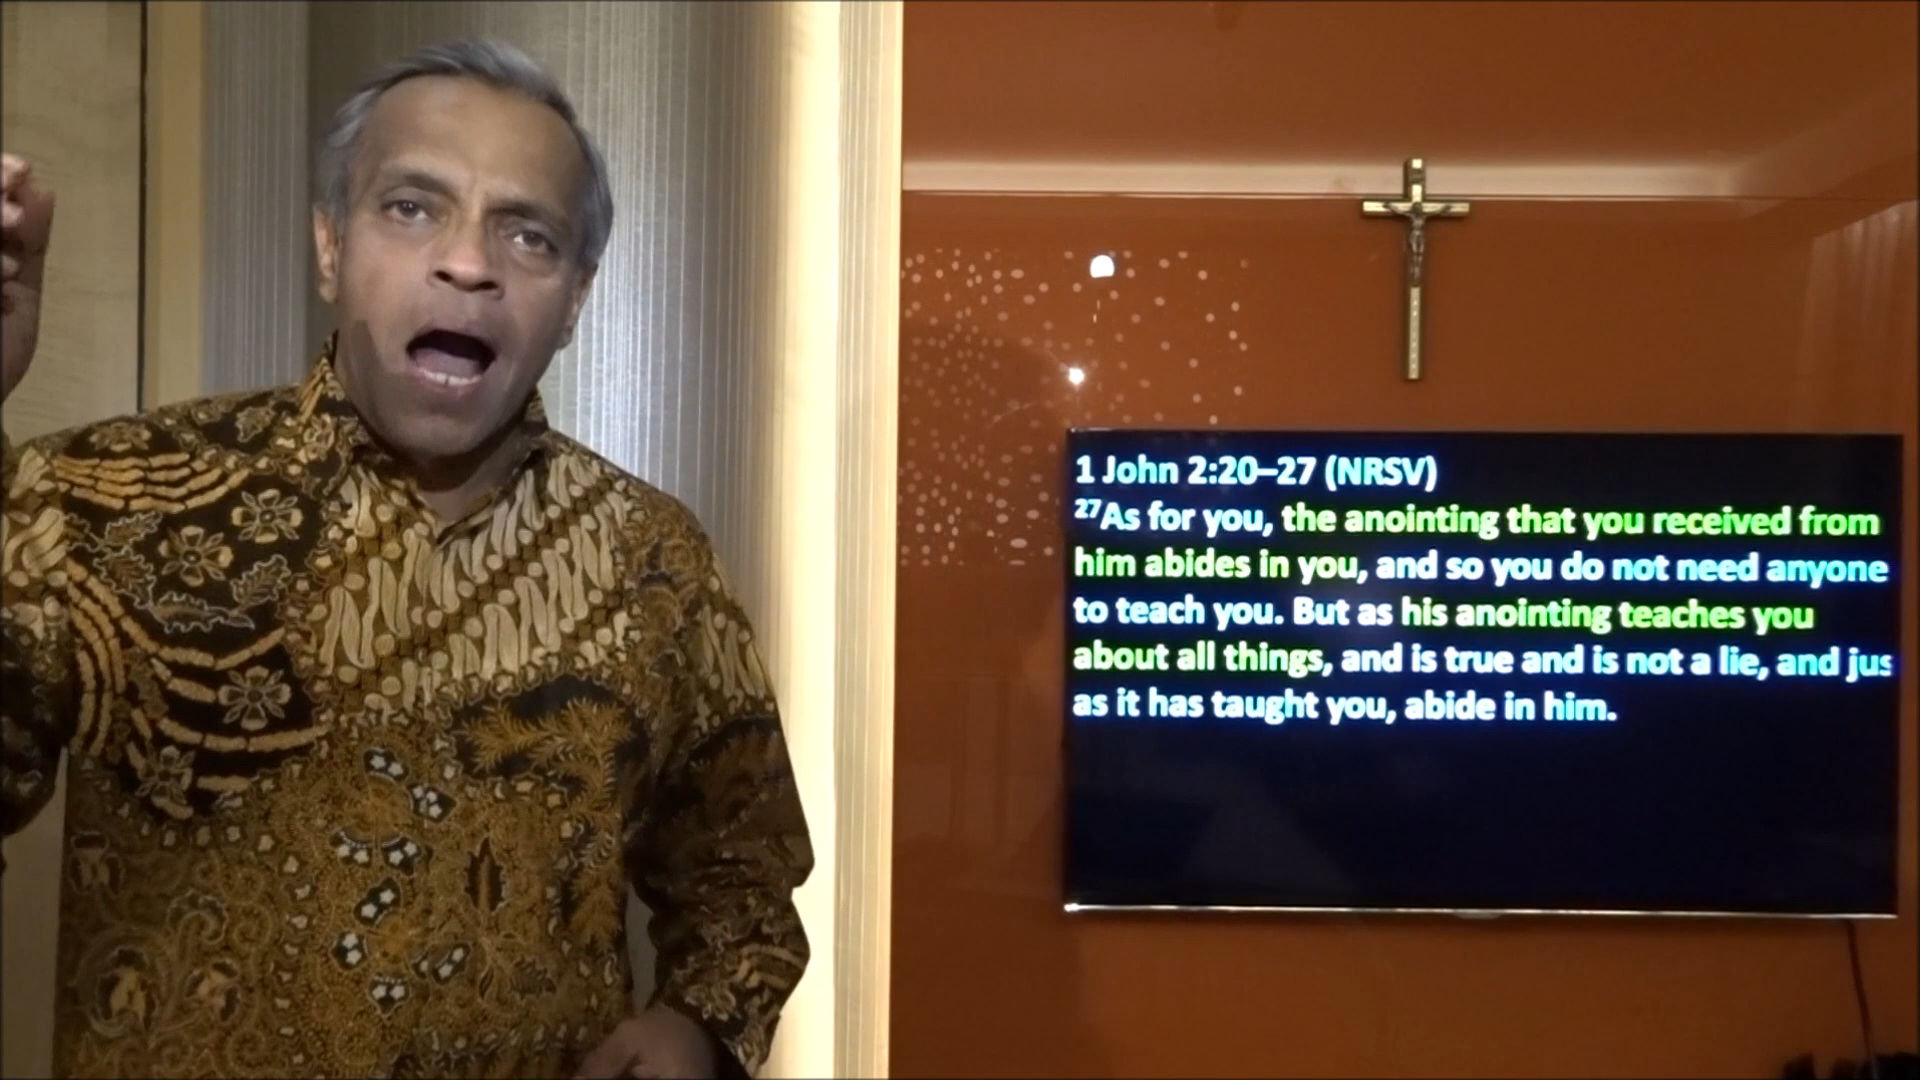 1 John 2:20–27 (NRSV)
27As for you, the anointing that you received from
him abides in you, and so you do not need anyone
to teach you. But as his anointing teaches you
about all things, and is true and is not a lie, and jus
as it has taught you, abide in him.